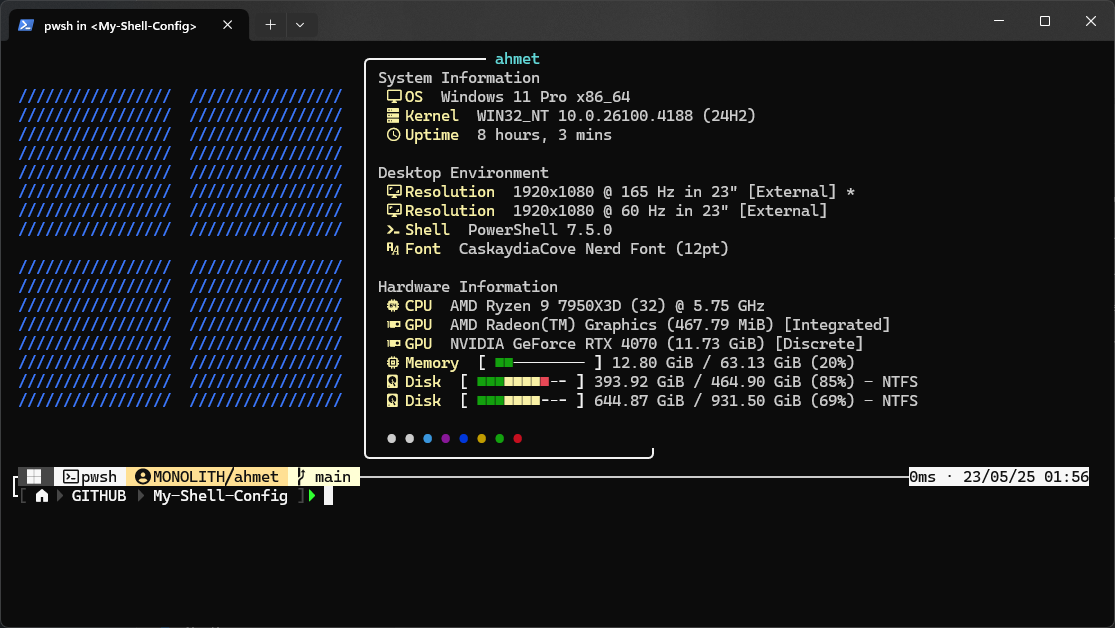 pwsh in <My-Shell-Config>
ahmet
System Information
OS Windows 11 Pro x86_64
Kernel WIN32_NT 10.0.26100.4188 (24H2)
Uptime 8 hours, 3 mins
Desktop Environment
Resolution 1920x1080 @ 165 Hz in 23" [External] *
Resolution 1920x1080 @ 60 Hz in 23" [External]
Shell PowerShell 7.5.0
Font CaskaydiaCove Nerd Font (12pt)
Hardware Information
CPU AMD Ryzen 9 7950X3D (32) @ 5.75 GHz
GPU AMD Radeon(TM) Graphics (467.79 MiB) [Integrated]
GPU NVIDIA GeForce RTX 4070 (11.73 GiB) [Discrete]
Memory [ ■■-------- ] 12.80 GiB / 63.13 GiB (20%)
Disk [ ■■■■■■■■-- ] 393.92 GiB / 464.90 GiB (85%) - NTFS
Disk [ ■■■■■■■--- ] 644.87 GiB / 931.50 GiB (69%) - NTFS
pwsh MONOLITH/ahmet main 0ms · 23/05/25 01:56
[ GITHUB My-Shell-Config ]